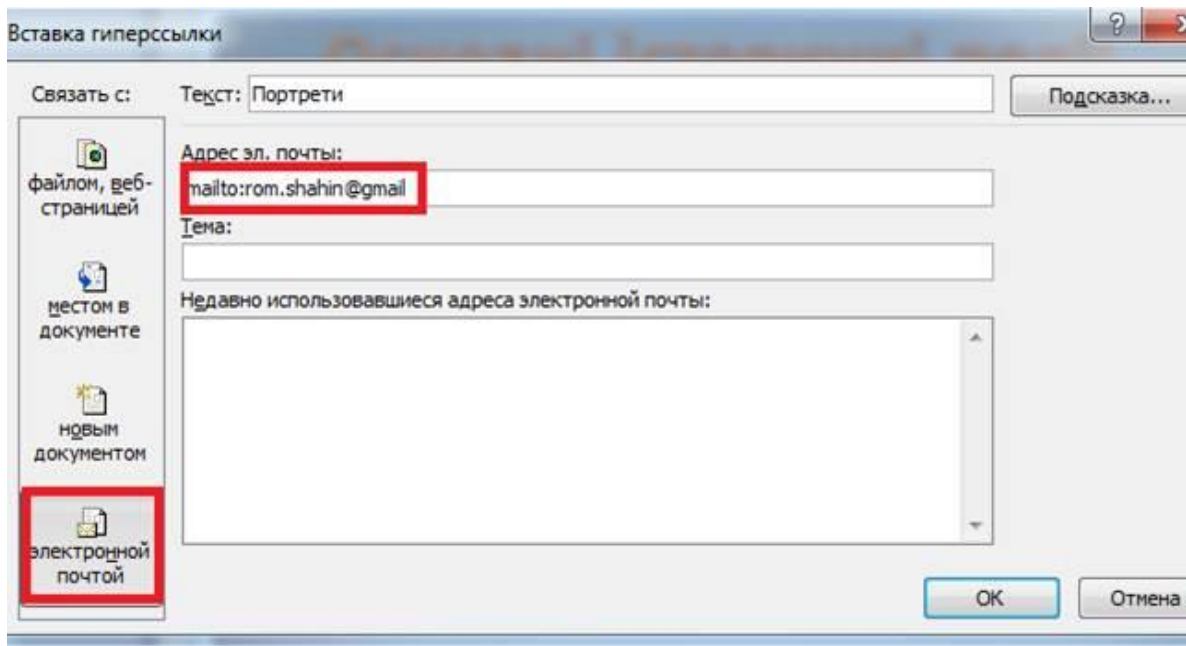 Вставка гиперссылки
Связать с:
Текст: Портрети
Подсказка...
файлом, веб-
страницей
Адрес эл. почты:
mailto:rom.shahin@gmail
Тема:
местом в
документе
Недавно использовавшиеся адреса электронной почты:
новым
документом
электронной
почтой
ОК
Отмена